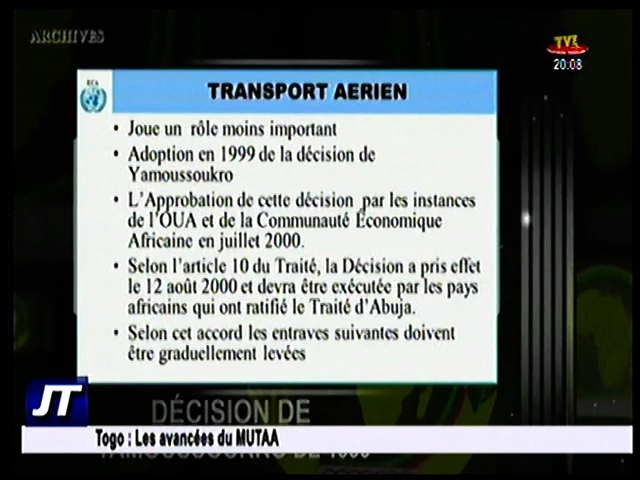 ARCHIVES
TVT
20:08
ECA
TRANSPORT AERIEN
• Joue un rôle moins important
• Adoption en 1999 de la décision de
Yamoussoukro
• L'Approbation de cette décision par les instances
de l'OUA et de la Communauté Économique
Africaine en juillet 2000.
• Selon l'article 10 du Traité, la Décision a pris effet
le 12 août 2000 et devra être exécutée par les pays
africains qui ont ratifié le Traité d'Abuja.
• Selon cet accord les entraves suivantes doivent
être graduellement levées
JT
DÉCISION DE
Togo : Les avancées du MUTAA